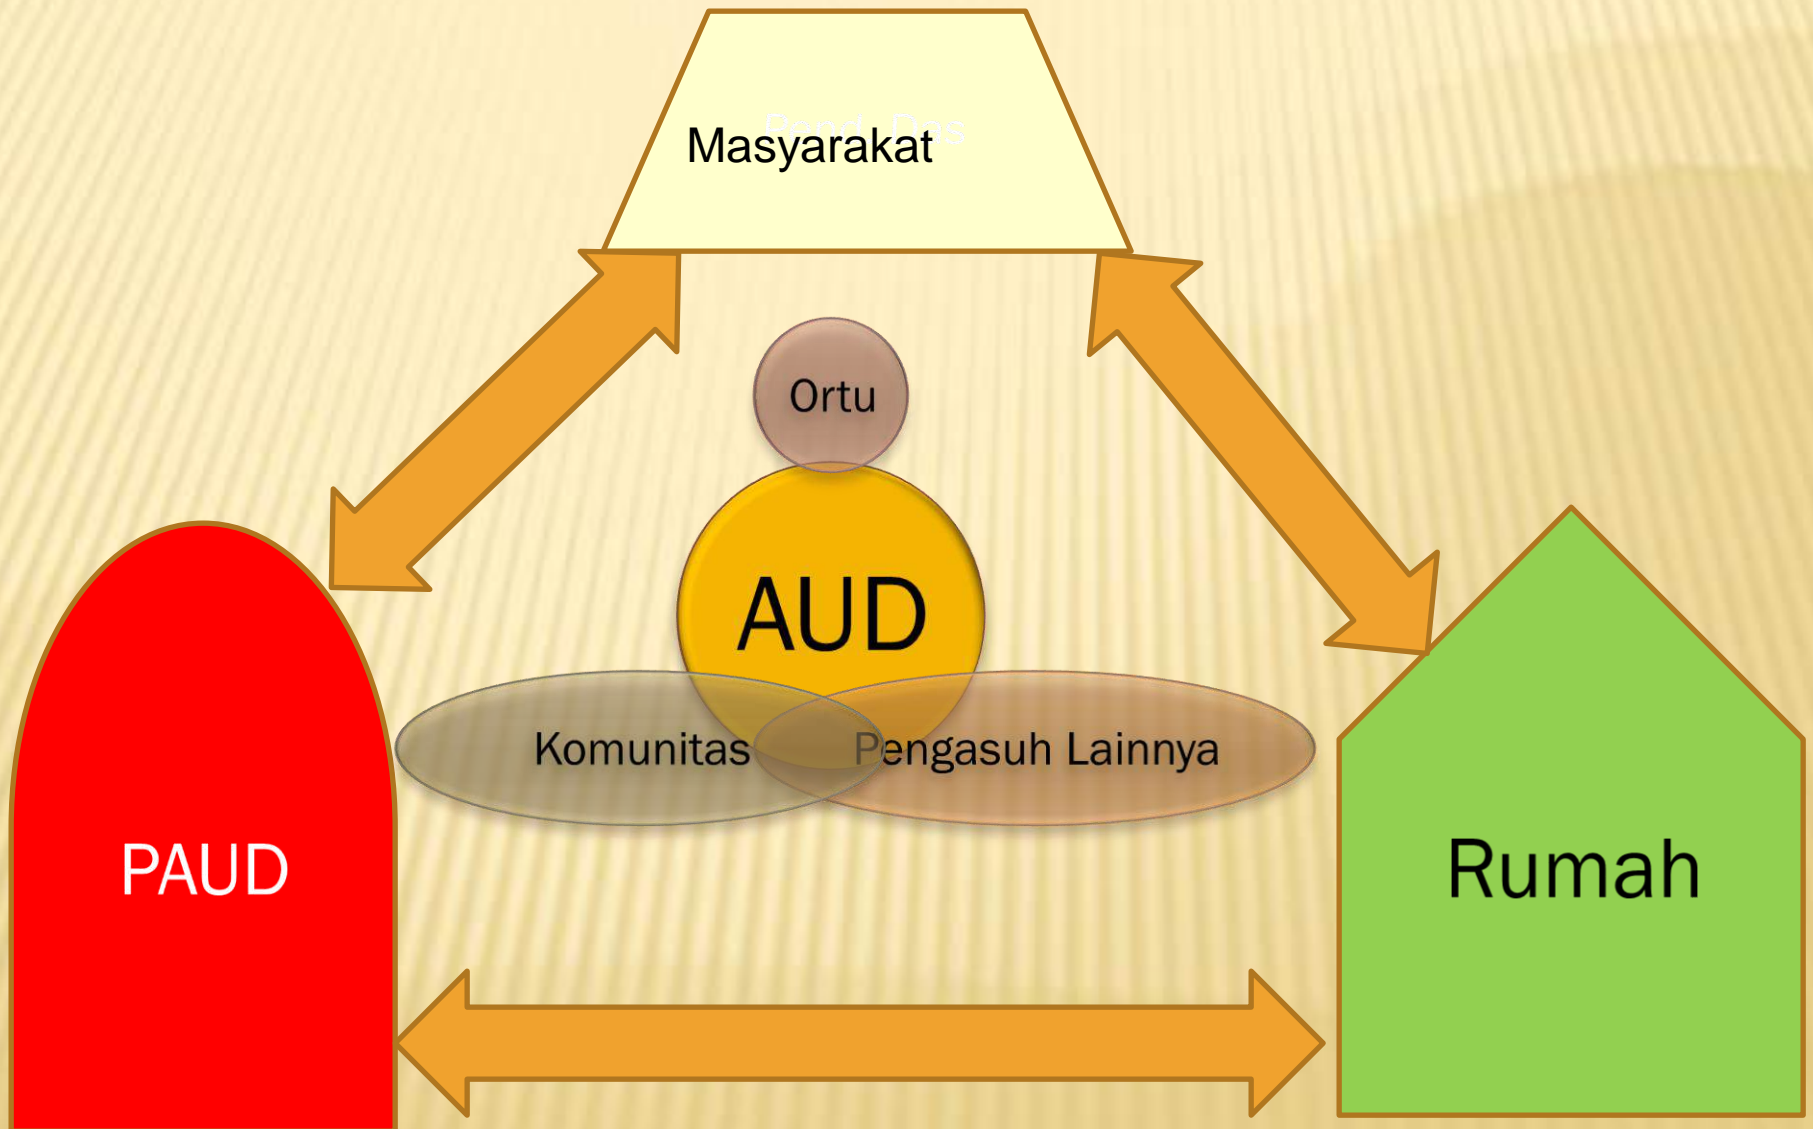 Masyarakat
Ortu
AUD
Komunitas
Pengasuh Lainnya
PAUD
Rumah